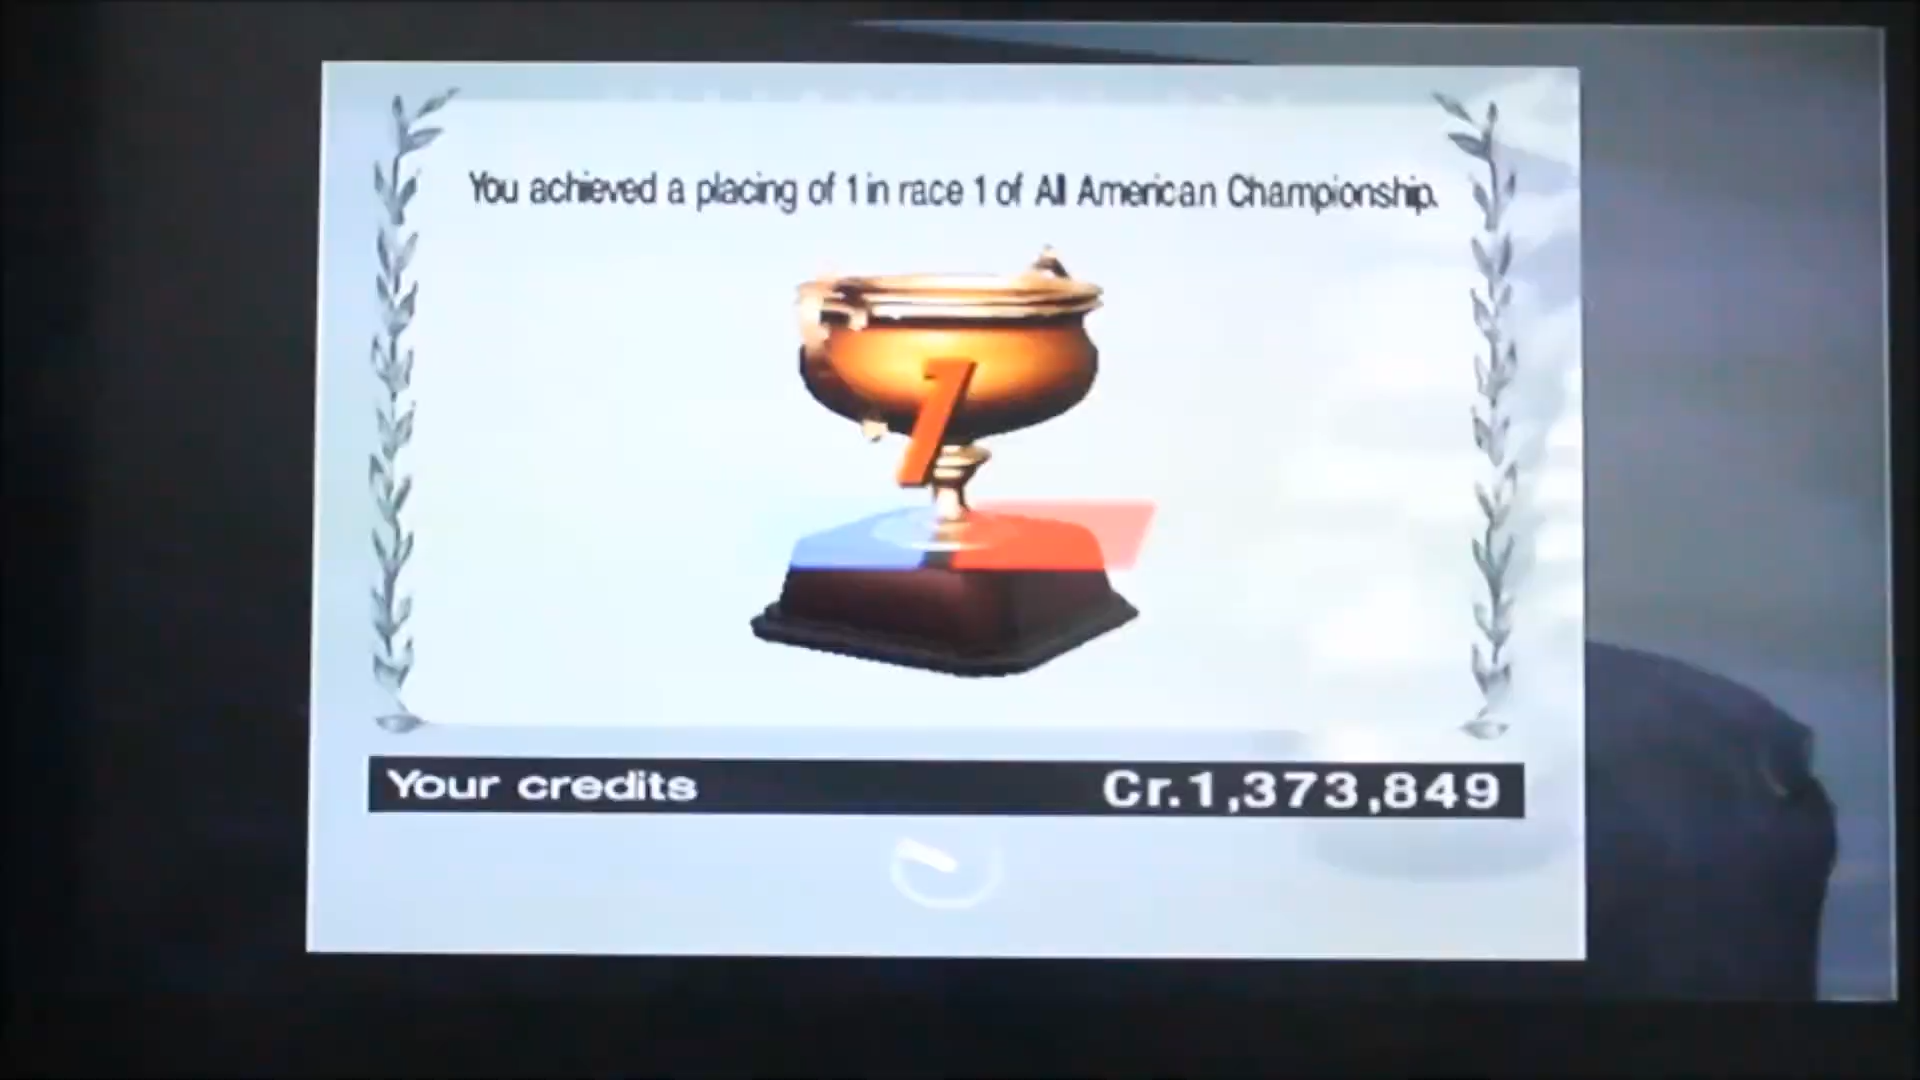 You achieved a placing of 1 in race 1 of All American Championship.
1
Your credits Cr.1,373,849